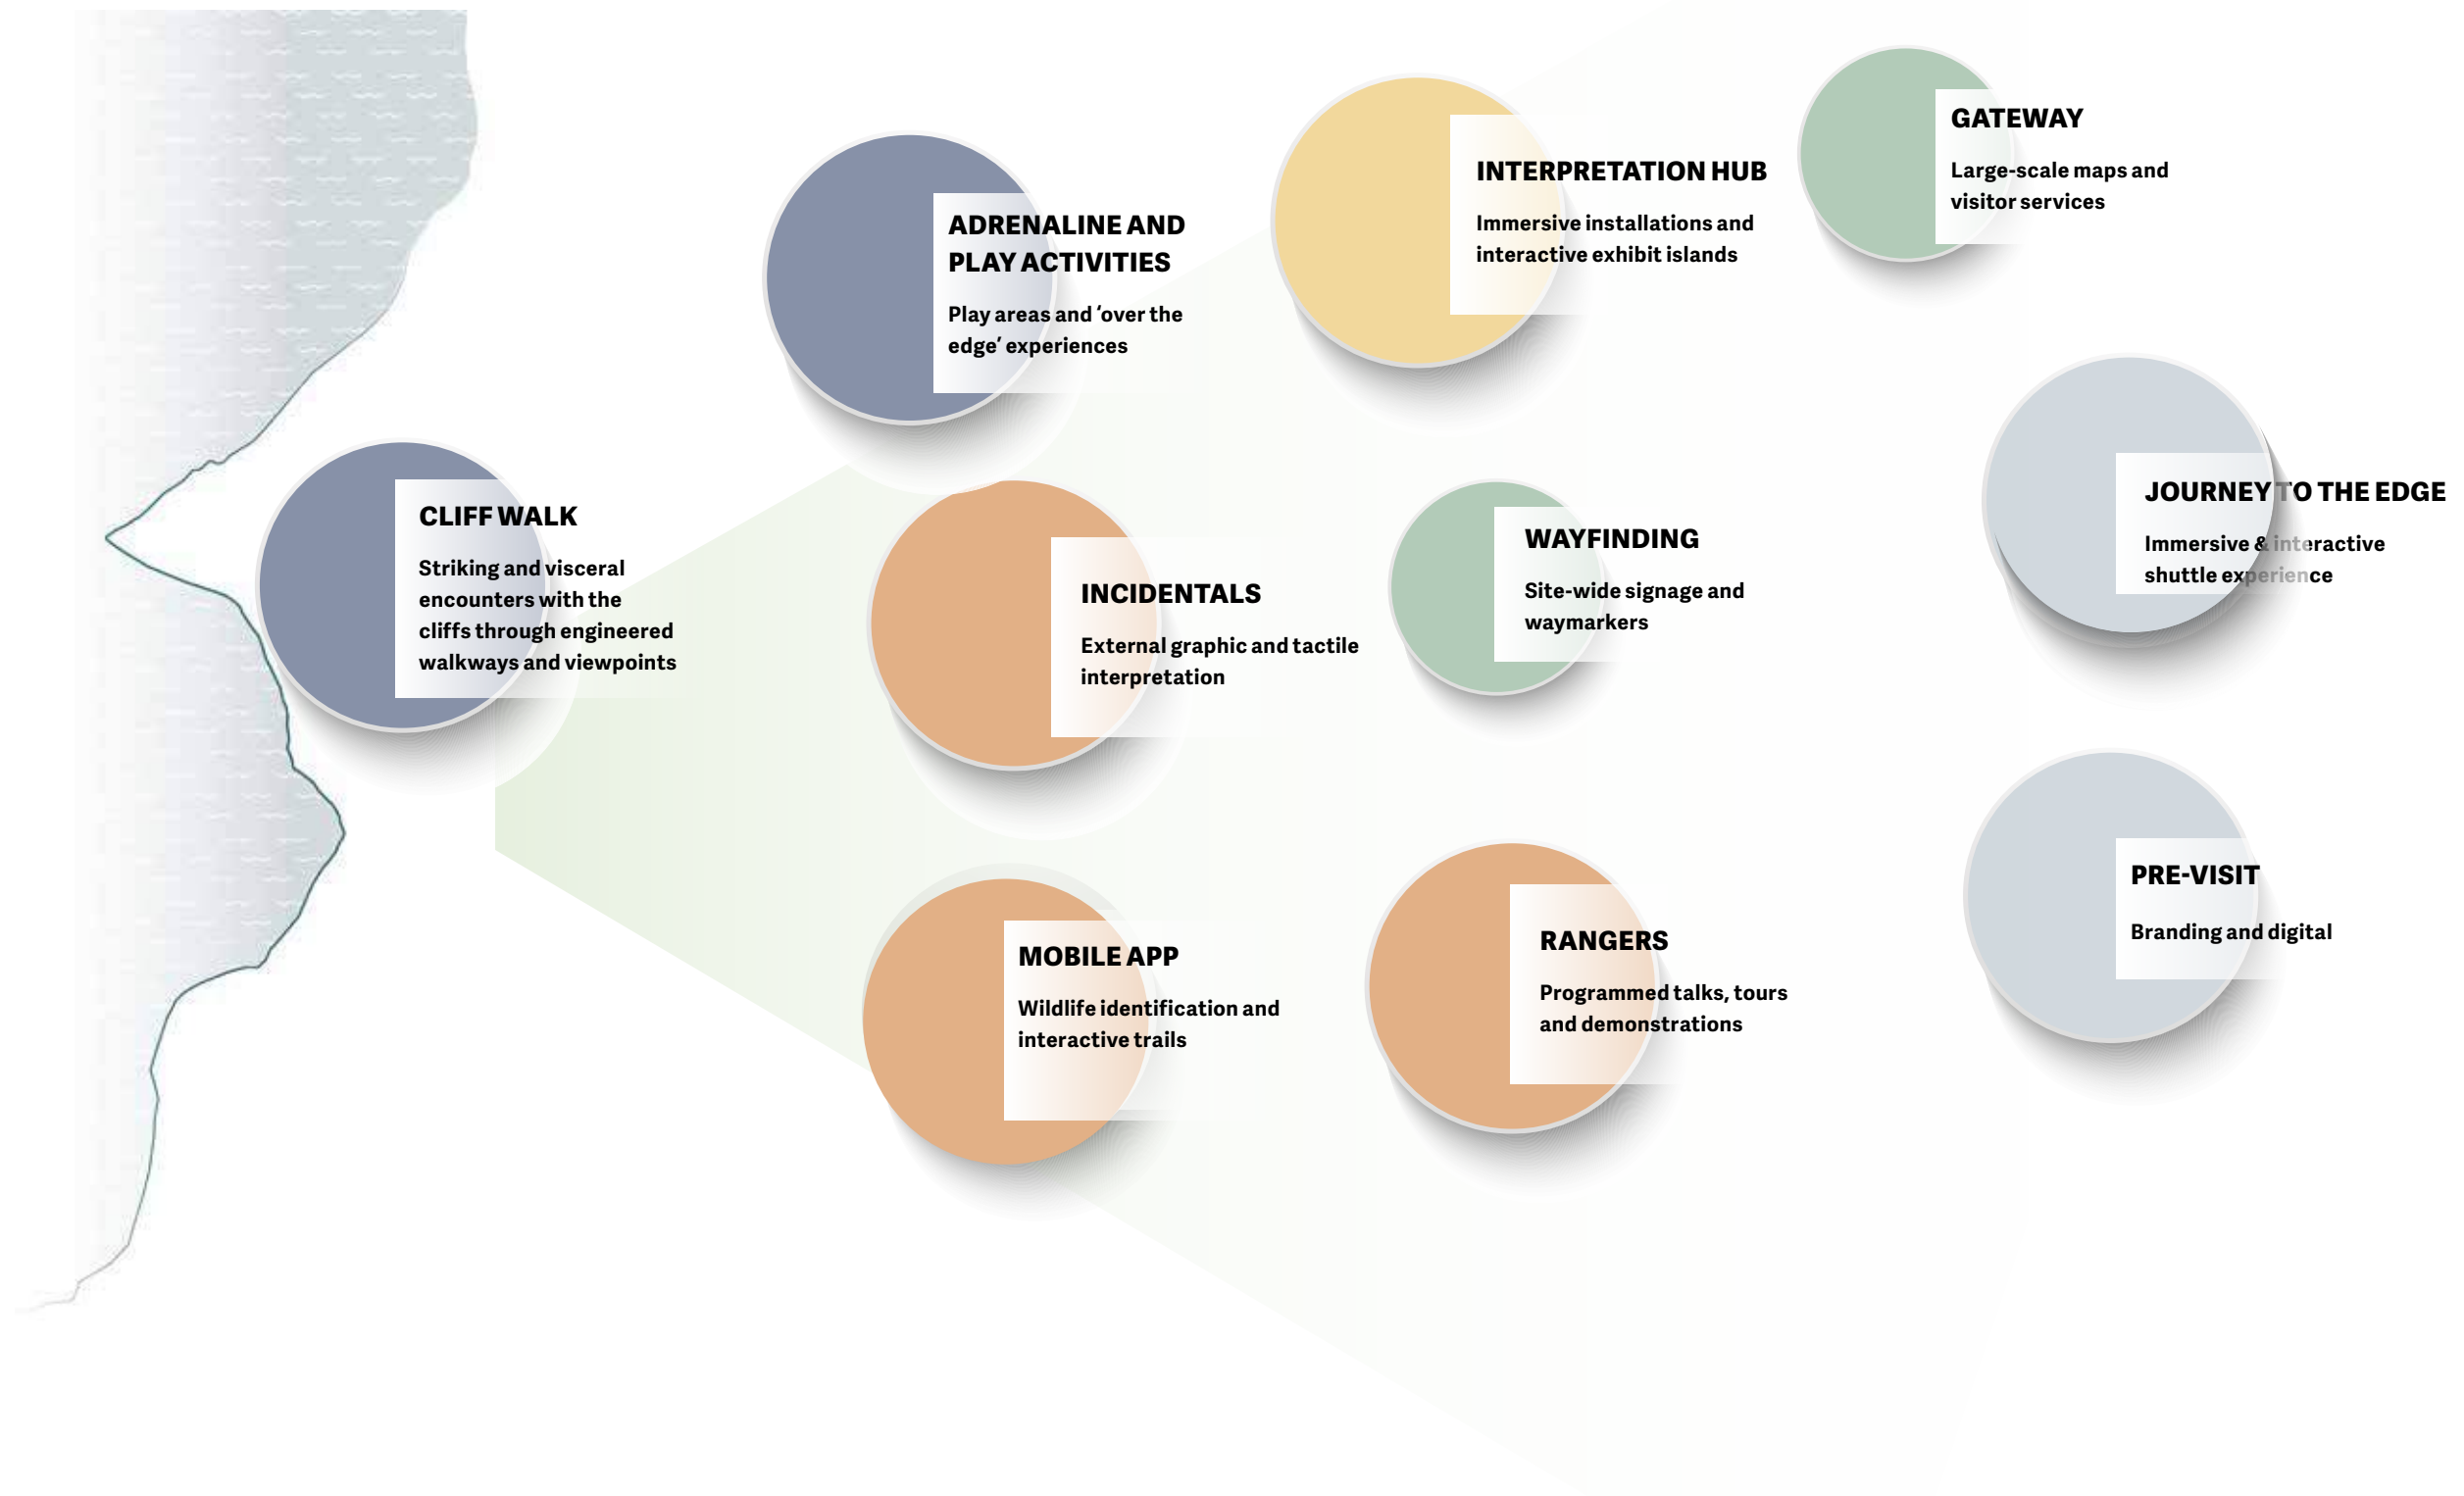 GATEWAY
Large-scale maps and
visitor services
INTERPRETATION HUB
Immersive installations and
interactive exhibit islands
ADRENALINE AND
PLAY ACTIVITIES
Play areas and ‘over the
edge’ experiences
JOURNEY TO THE EDGE
Immersive & interactive
shuttle experience
CLIFF WALK
Striking and visceral
encounters with the
cliffs through engineered
walkways and viewpoints
WAYFINDING
Site-wide signage and
waymarkers
INCIDENTALS
External graphic and tactile
interpretation
PRE-VISIT
Branding and digital
RANGERS
Programmed talks, tours
and demonstrations
MOBILE APP
Wildlife identification and
interactive trails